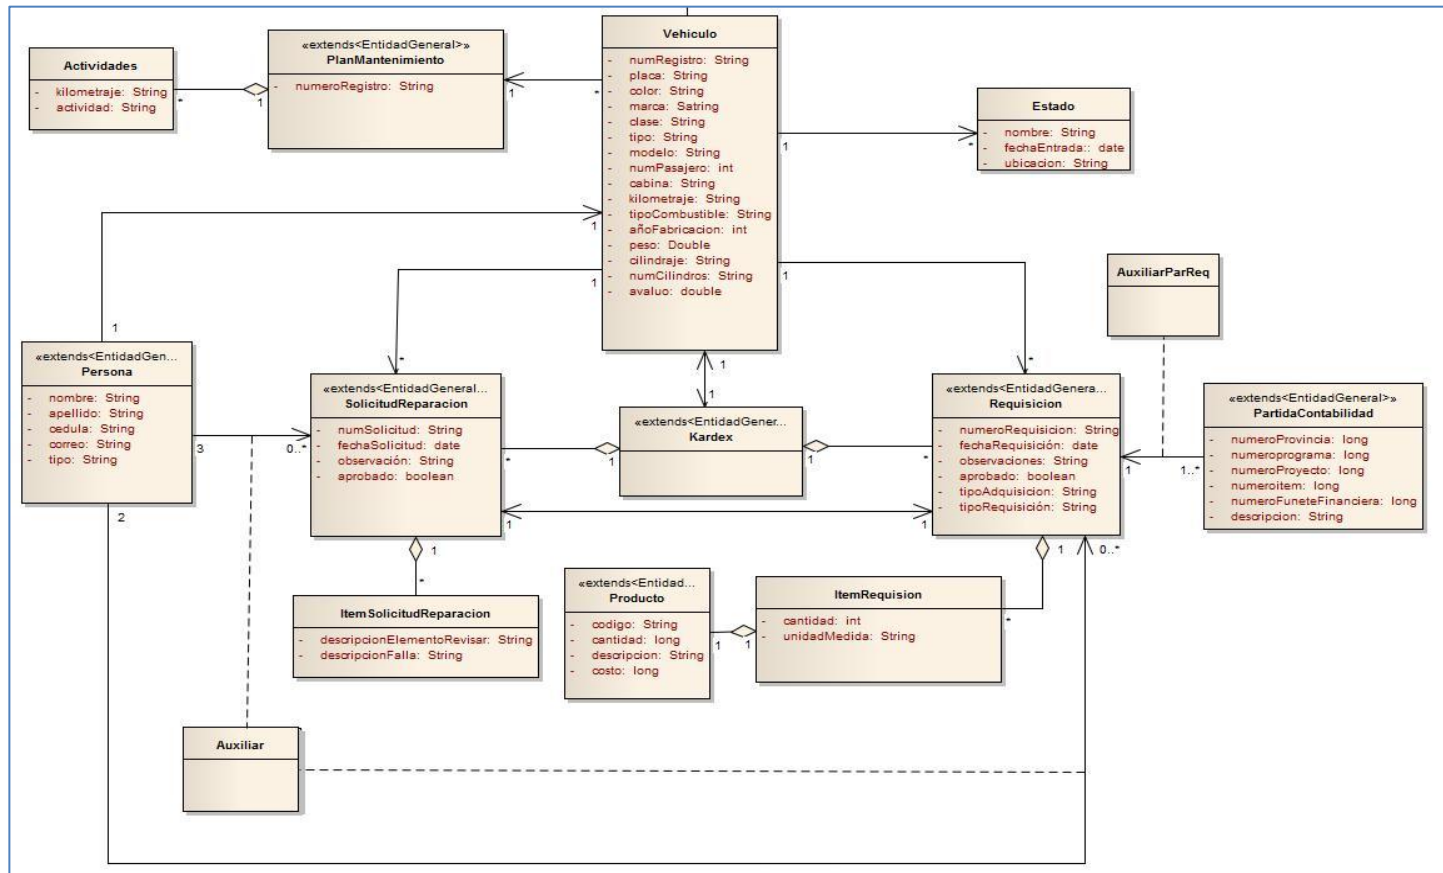 Actividades
- kilometraje: String
- actividad: String
*
«extends<EntidadGeneral>»
PlanMantenimiento
- numeroRegistro: String
1
1
Vehiculo
- numRegistro: String
- placa: String
- color: String
- marca: Satring
- clase: String
- tipo: String
- modelo: String
- numPasajero: int
- cabina: String
- kilometraje: String
- tipoCombustible: String
- añoFabricacion: int
- peso: Double
- cilindraje: String
- numCilindros: String
- avaluo: double
*
1
1
1
1
1
Estado
- nombre: String
- fechaEntrada:: date
- ubicacion: String
*
AuxiliarParReq
«extends<EntidadGen...
Persona
- nombre: String
- apellido: String
- cedula: String
- correo: String
- tipo: String
1
3
2
«extends<EntidadGeneral...
SolicitudReparacion
- numSolicitud: String
- fechaSolicitud: date
- observación: String
- aprobado: boolean
*
0..*
*
1
1
«extends<EntidadGener...
Kardex
1
1
1
«extends<EntidadGenera...
Requisicion
- numeroRequisicion: String
- fechaRequisición: date
- observaciones: String
- aprobado: boolean
- tipoAdquisicion: String
- tipoRequisición: String
*
*
1
1
1
0..*
«extends<EntidadGeneral>»
PartidaContabilidad
- numeroProvincia: long
- numeroprograma: long
- numeroProyecto: long
- numeroitem: long
- numeroFuneteFinanciera: long
- descripcion: String
1..*
*
ItemSolicitudReparacion
- descripcionElementoRevisar: String
- descripcionFalla: String
«extends<Entidad...
Producto
- codigo: String
- cantidad: long
- descripcion: String
- costo: long
1
1
ItemRequision
- cantidad: int
- unidadMedida: String
*
Auxiliar